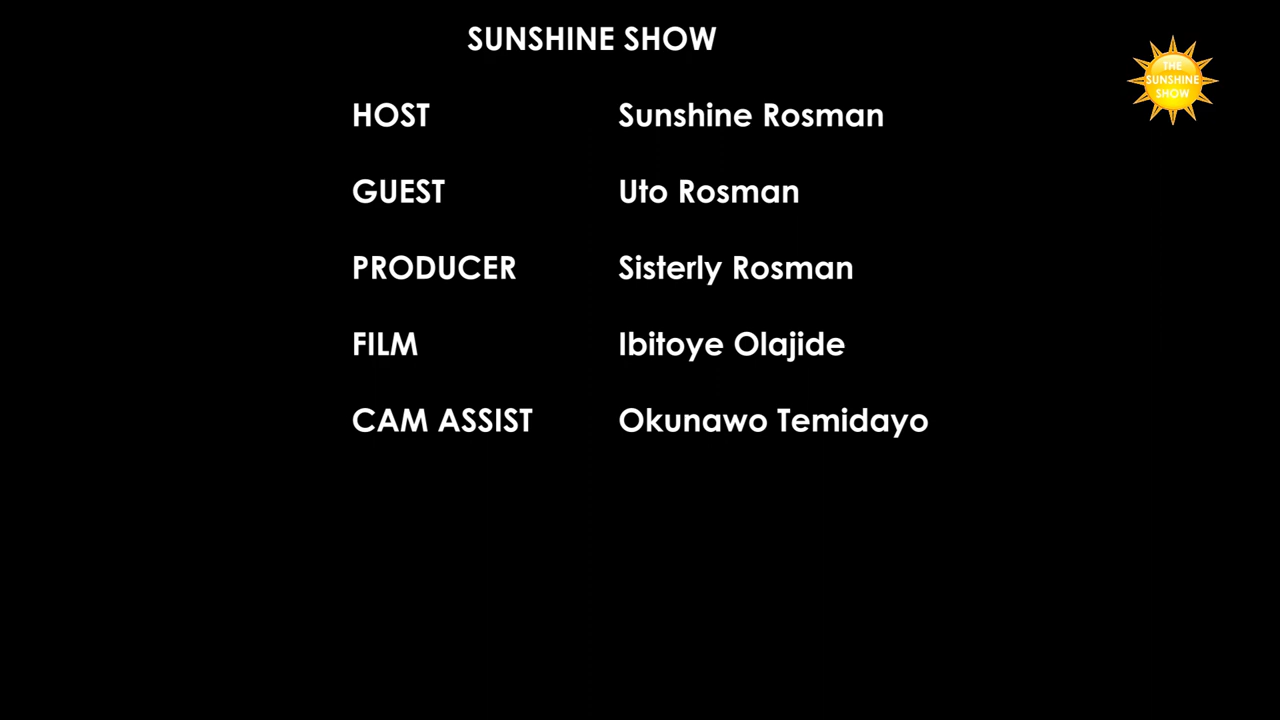 SUNSHINE SHOW
THE
SUNSHINE
SHOW
HOST Sunshine Rosman
GUEST Uto Rosman
PRODUCER Sisterly Rosman
FILM Ibitoye Olajide
CAM ASSIST Okunawo Temidayo